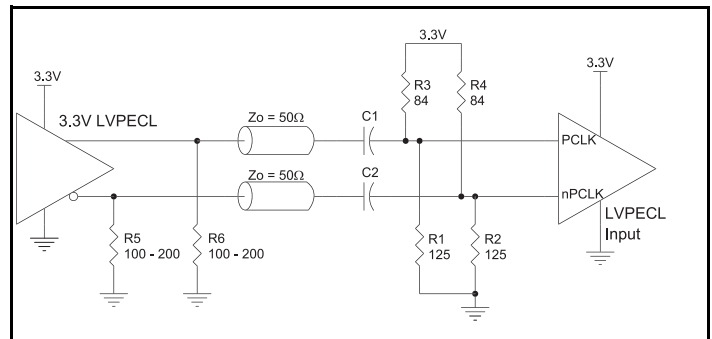 3.3V
3.3V
3.3V
R3
84
R4
84
3.3V LVPECL
Zo = 50Ω
C1
PCLK
Zo = 50Ω
C2
nPCLK
LVPECL
Input
R5
100 - 200
R6
100 - 200
R1
125
R2
125